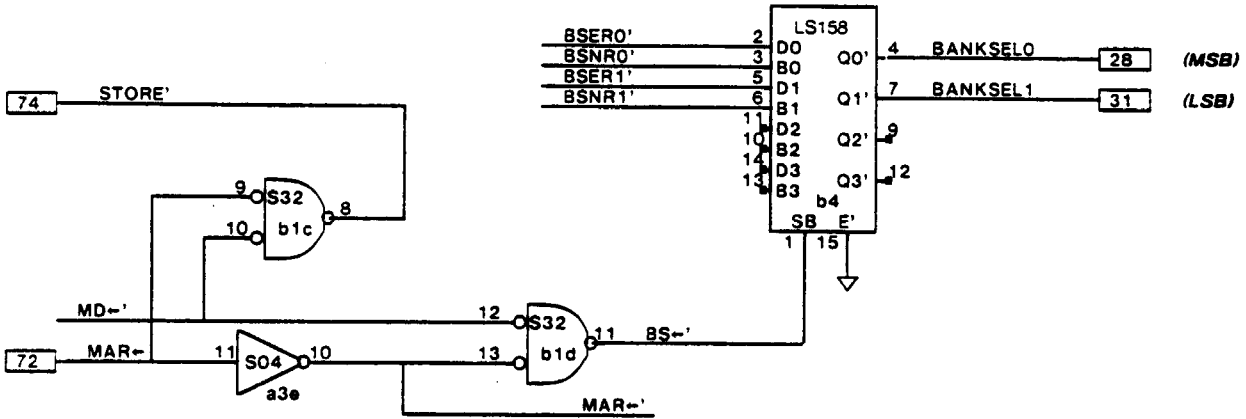 LS158
BSER0' 2 D0
BSNR0' 3 B0
BSER1' 5 D1
BSNR1' 6 B1
11 D2
10 B2
14 D3
13 B3
Q0' 4 BANKSEL0 28 (MSB)
Q1' 7 BANKSEL1 31 (LSB)
Q2' 9
Q3' 12
b4
SB E'
1 15
74 STORE'
9 S32 8
10 b1c
MD←' 12 S32 11 BS←'
72 MAR← 11 S04 10 13 b1d
a3e
MAR←'